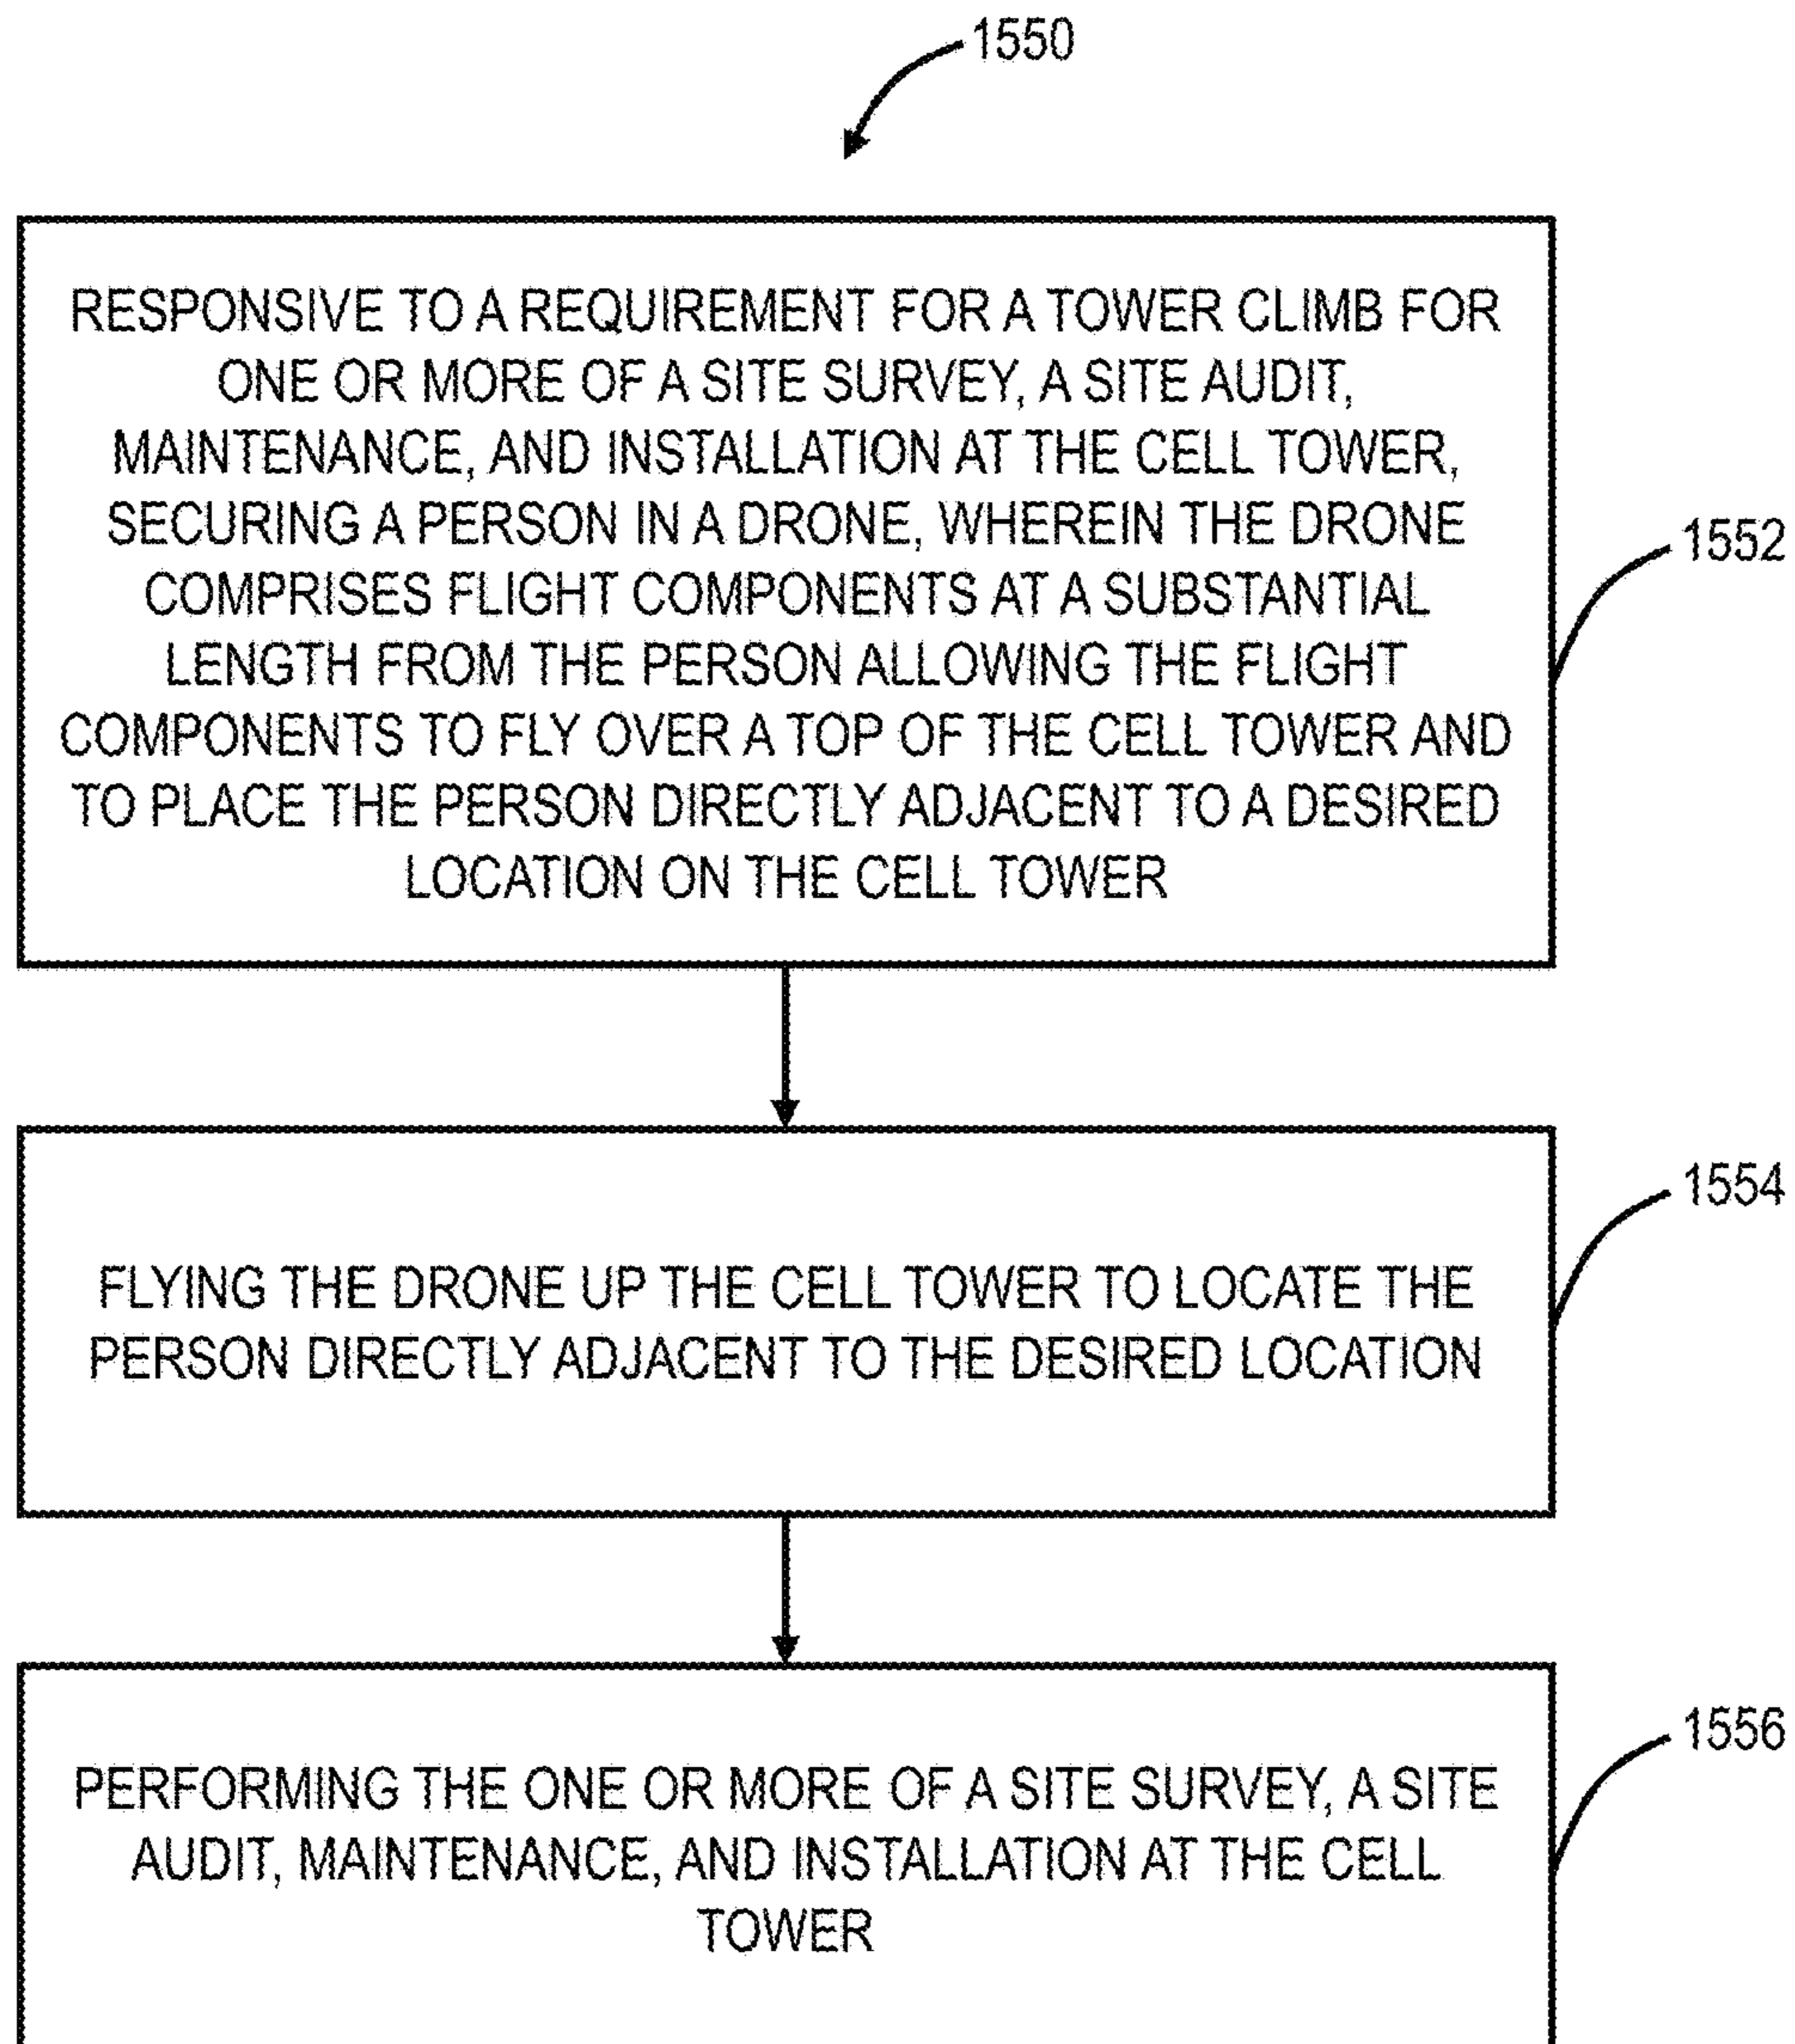 1550
RESPONSIVE TO A REQUIREMENT FOR A TOWER CLIMB FOR
ONE OR MORE OF A SITE SURVEY, A SITE AUDIT,
MAINTENANCE, AND INSTALLATION AT THE CELL TOWER,
SECURING A PERSON IN A DRONE, WHEREIN THE DRONE
COMPRISES FLIGHT COMPONENTS AT A SUBSTANTIAL
LENGTH FROM THE PERSON ALLOWING THE FLIGHT
COMPONENTS TO FLY OVER A TOP OF THE CELL TOWER AND
TO PLACE THE PERSON DIRECTLY ADJACENT TO A DESIRED
LOCATION ON THE CELL TOWER
1552
FLYING THE DRONE UP THE CELL TOWER TO LOCATE THE
PERSON DIRECTLY ADJACENT TO THE DESIRED LOCATION
1554
PERFORMING THE ONE OR MORE OF A SITE SURVEY, A SITE
AUDIT, MAINTENANCE, AND INSTALLATION AT THE CELL
TOWER
1556